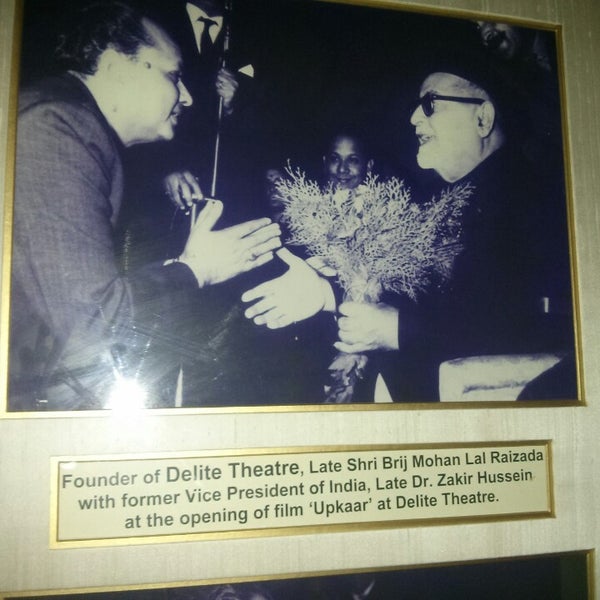 Founder of Delite Theatre, Late Shri Brij Mohan Lal Raizada
with former Vice President of India, Late Dr. Zakir Hussein
at the opening of film ‘Upkaar’ at Delite Theatre.